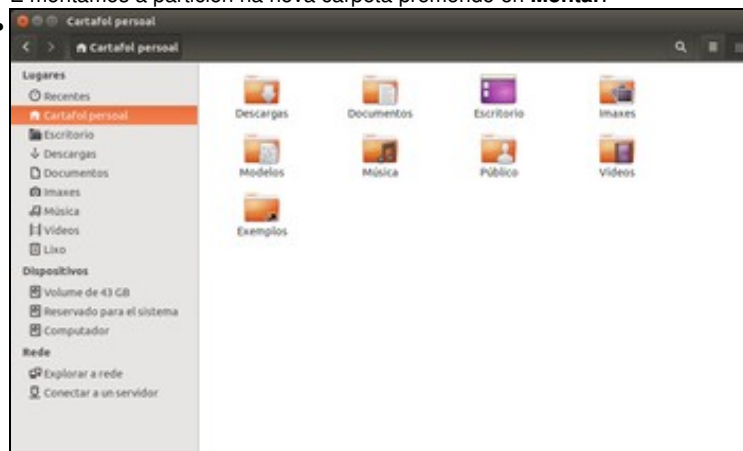 E montamos a partición na nova carpeta premendo en Montar.
Cartafol persoal
Cartafol persoal
Lugares
Recentes
Cartafol persoal
Escritorio
Descargas
Documentos
Imaxes
Música
Vídeos
Lixo
Dispositivos
Volume de 43 GB
Reservado para el sistema
Computador
Rede
Explorar a rede
Conectar a un servidor
Descargas
Documentos
Escritorio
Imaxes
Modelos
Música
Público
Vídeos
Exemplos